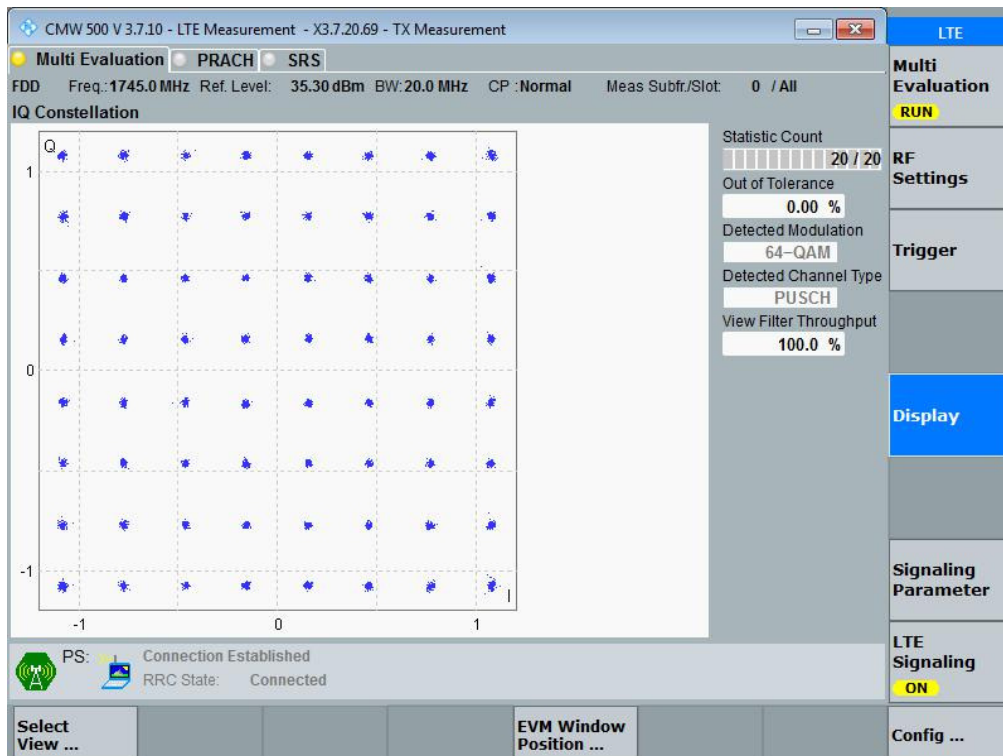 CMW 500 V 3.7.10 - LTE Measurement - X3.7.20.69 - TX Measurement
LTE
Multi Evaluation PRACH SRS
FDD Freq.:1745.0 MHz Ref. Level: 35.30 dBm BW:20.0 MHz CP :Normal Meas Subfr./Slot: 0 / All
IQ Constellation
Q
I
1
0
-1
-1
0
1
Statistic Count
20 / 20
Out of Tolerance
0.00 %
Detected Modulation
64-QAM
Detected Channel Type
PUSCH
View Filter Throughput
100.0 %
Multi
Evaluation
RUN
RF
Settings
Trigger
Display
Signaling
Parameter
LTE
Signaling
ON
PS: Connection Established
RRC State: Connected
Select
View ...
EVM Window
Position ...
Config ...